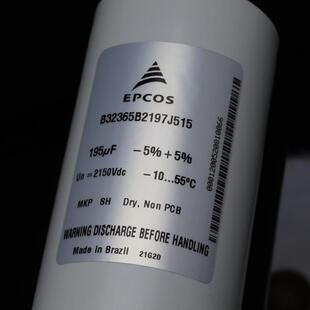 EPCOS
B32365B2197J515
195µF -5%+5%
Un = 2150Vdc -10...55°C
MKP SH Dry, Non PCB
WARNING DISCHARGE BEFORE HANDLING
Made in Brazil 21G20
00012005200810066